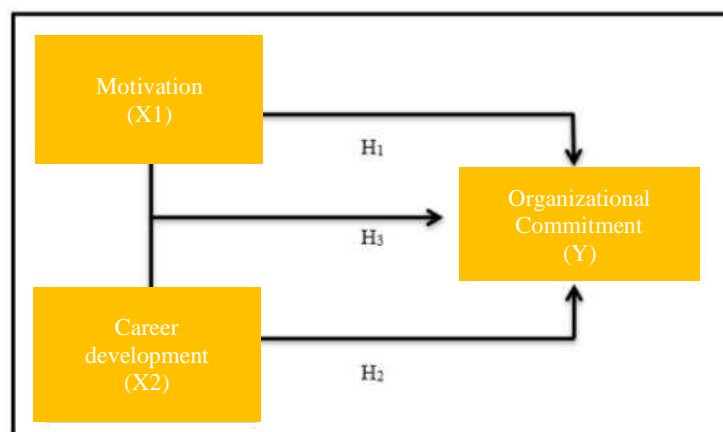 Motivation
(X1)
H₁
Organizational
Commitment
(Y)
H₃
Career
development
(X2)
H₂